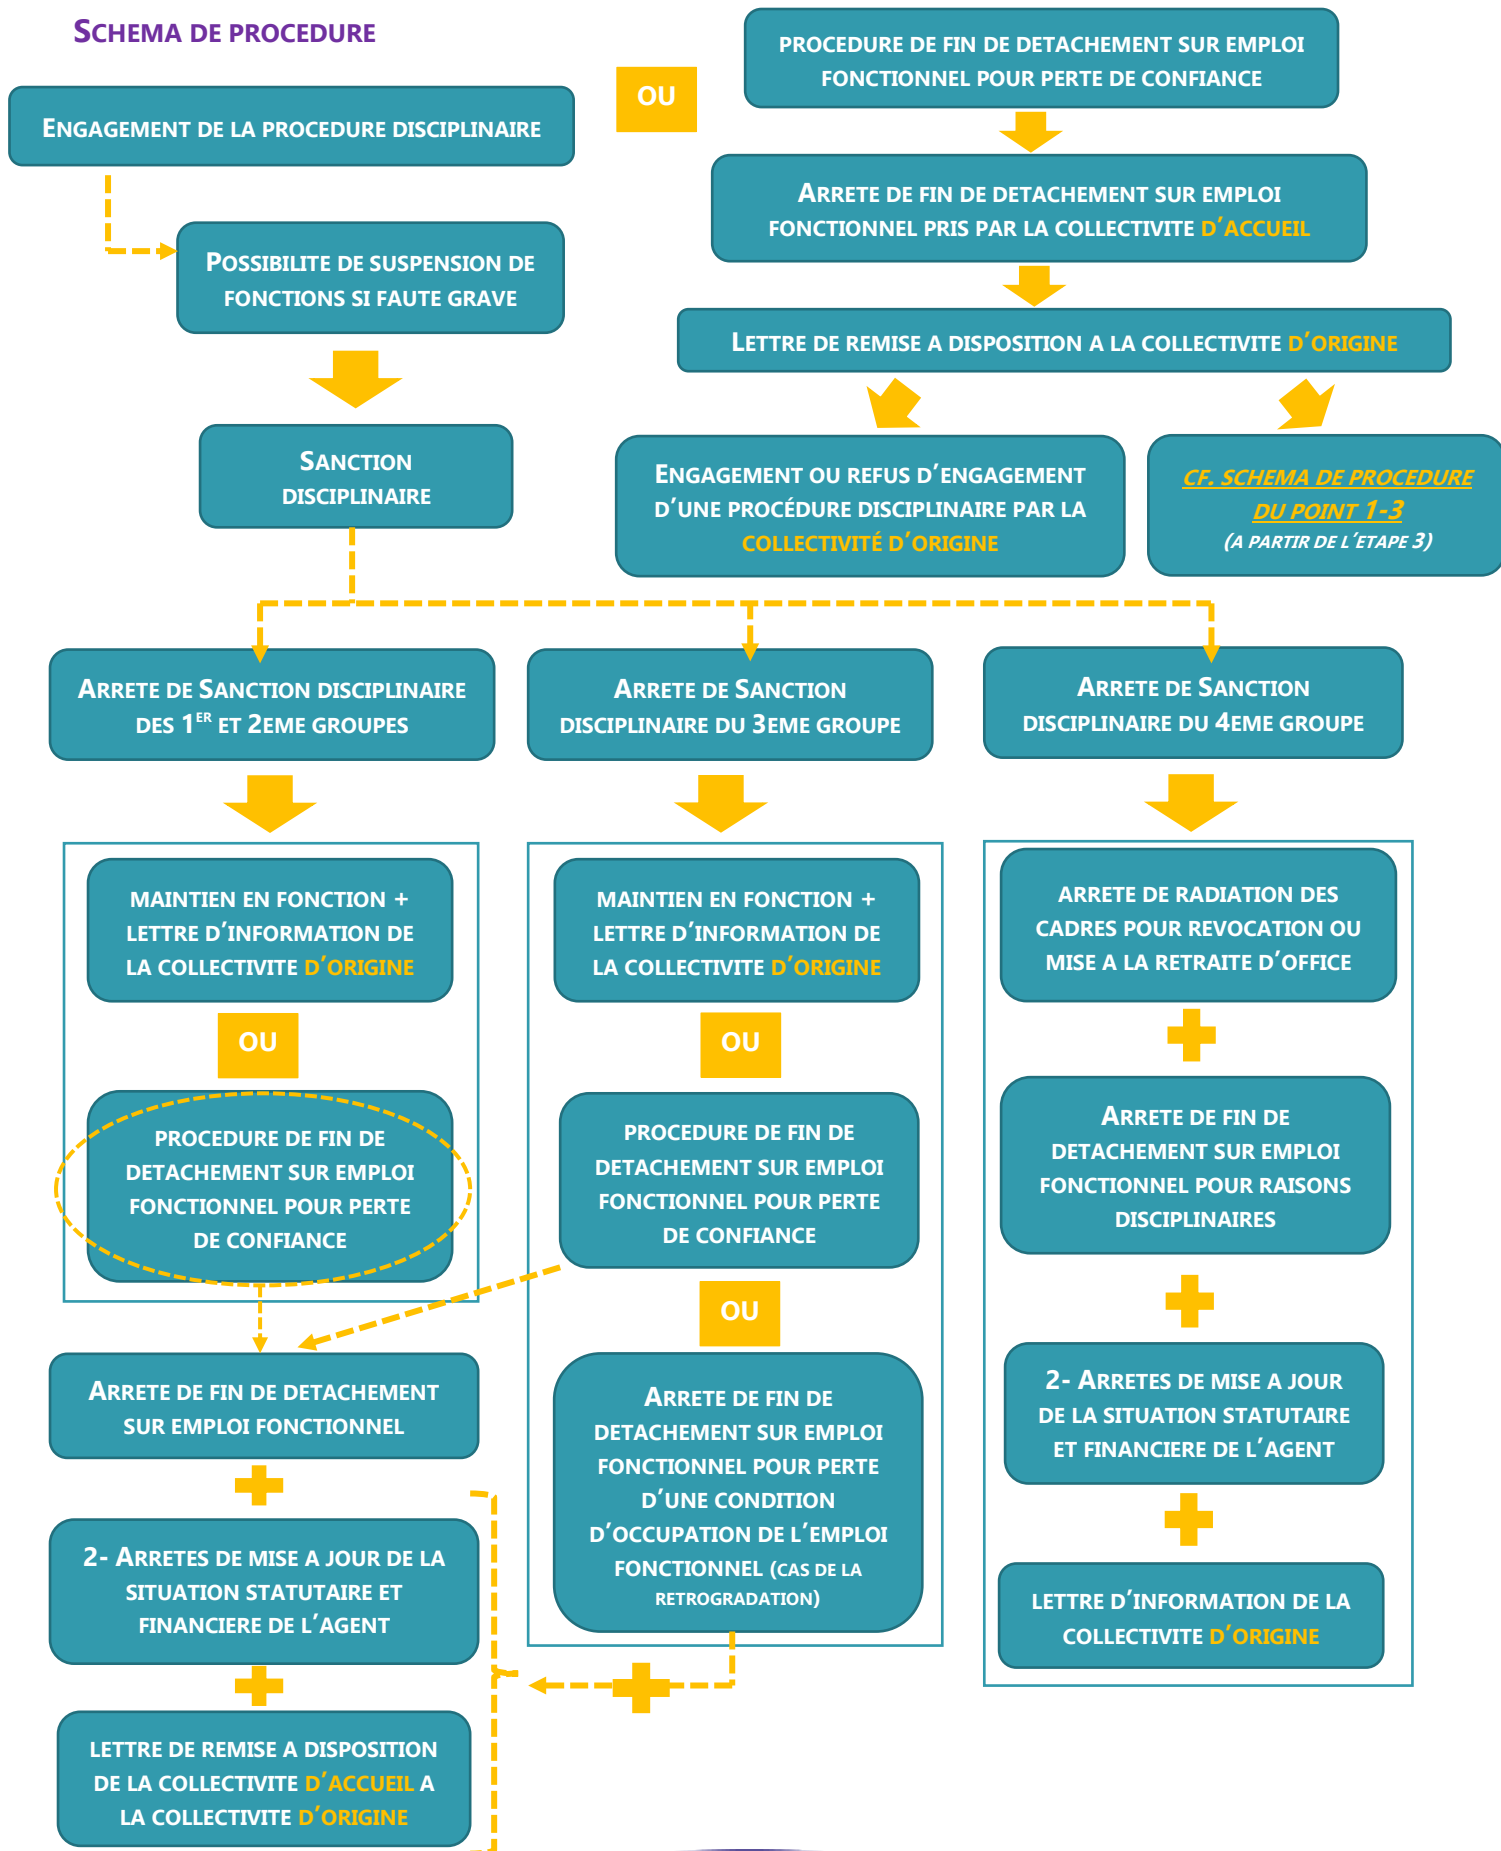 SCHEMA DE PROCEDURE
ENGAGEMENT DE LA PROCEDURE DISCIPLINAIRE
POSSIBILITE DE SUSPENSION DE
FONCTIONS SI FAUTE GRAVE
SANCTION
DISCIPLINAIRE
OU
PROCEDURE DE FIN DE DETACHEMENT SUR EMPLOI
FONCTIONNEL POUR PERTE DE CONFIANCE
ARRETE DE FIN DE DETACHEMENT SUR EMPLOI
FONCTIONNEL PRIS PAR LA COLLECTIVITE D'ACCUEIL
LETTRE DE REMISE A DISPOSITION A LA COLLECTIVITE D'ORIGINE
ENGAGEMENT OU REFUS D'ENGAGEMENT
D'UNE PROCÉDURE DISCIPLINAIRE PAR LA
COLLECTIVITÉ D'ORIGINE
CF. SCHEMA DE PROCEDURE
DU POINT 1-3
(A PARTIR DE L'ETAPE 3)
ARRETE DE SANCTION DISCIPLINAIRE
DES 1ER ET 2EME GROUPES
MAINTIEN EN FONCTION +
LETTRE D'INFORMATION DE
LA COLLECTIVITE D'ORIGINE
OU
PROCEDURE DE FIN DE
DETACHEMENT SUR EMPLOI
FONCTIONNEL POUR PERTE
DE CONFIANCE
ARRETE DE FIN DE DETACHEMENT
SUR EMPLOI FONCTIONNEL
2- ARRETES DE MISE A JOUR DE LA
SITUATION STATUTAIRE ET
FINANCIERE DE L'AGENT
LETTRE DE REMISE A DISPOSITION
DE LA COLLECTIVITE D'ACCUEIL A
LA COLLECTIVITE D'ORIGINE
ARRETE DE SANCTION
DISCIPLINAIRE DU 3EME GROUPE
MAINTIEN EN FONCTION +
LETTRE D'INFORMATION DE
LA COLLECTIVITE D'ORIGINE
OU
PROCEDURE DE FIN DE
DETACHEMENT SUR EMPLOI
FONCTIONNEL POUR PERTE
DE CONFIANCE
OU
ARRETE DE FIN DE
DETACHEMENT SUR EMPLOI
FONCTIONNEL POUR PERTE
D'UNE CONDITION
D'OCCUPATION DE L'EMPLOI
FONCTIONNEL (CAS DE LA
RETROGRADATION)
ARRETE DE SANCTION
DISCIPLINAIRE DU 4EME GROUPE
ARRETE DE RADIATION DES
CADRES POUR REVOCATION OU
MISE A LA RETRAITE D'OFFICE
ARRETE DE FIN DE
DETACHEMENT SUR EMPLOI
FONCTIONNEL POUR RAISONS
DISCIPLINAIRES
2- ARRETES DE MISE A JOUR
DE LA SITUATION STATUTAIRE
ET FINANCIERE DE L'AGENT
LETTRE D'INFORMATION DE LA
COLLECTIVITE D'ORIGINE